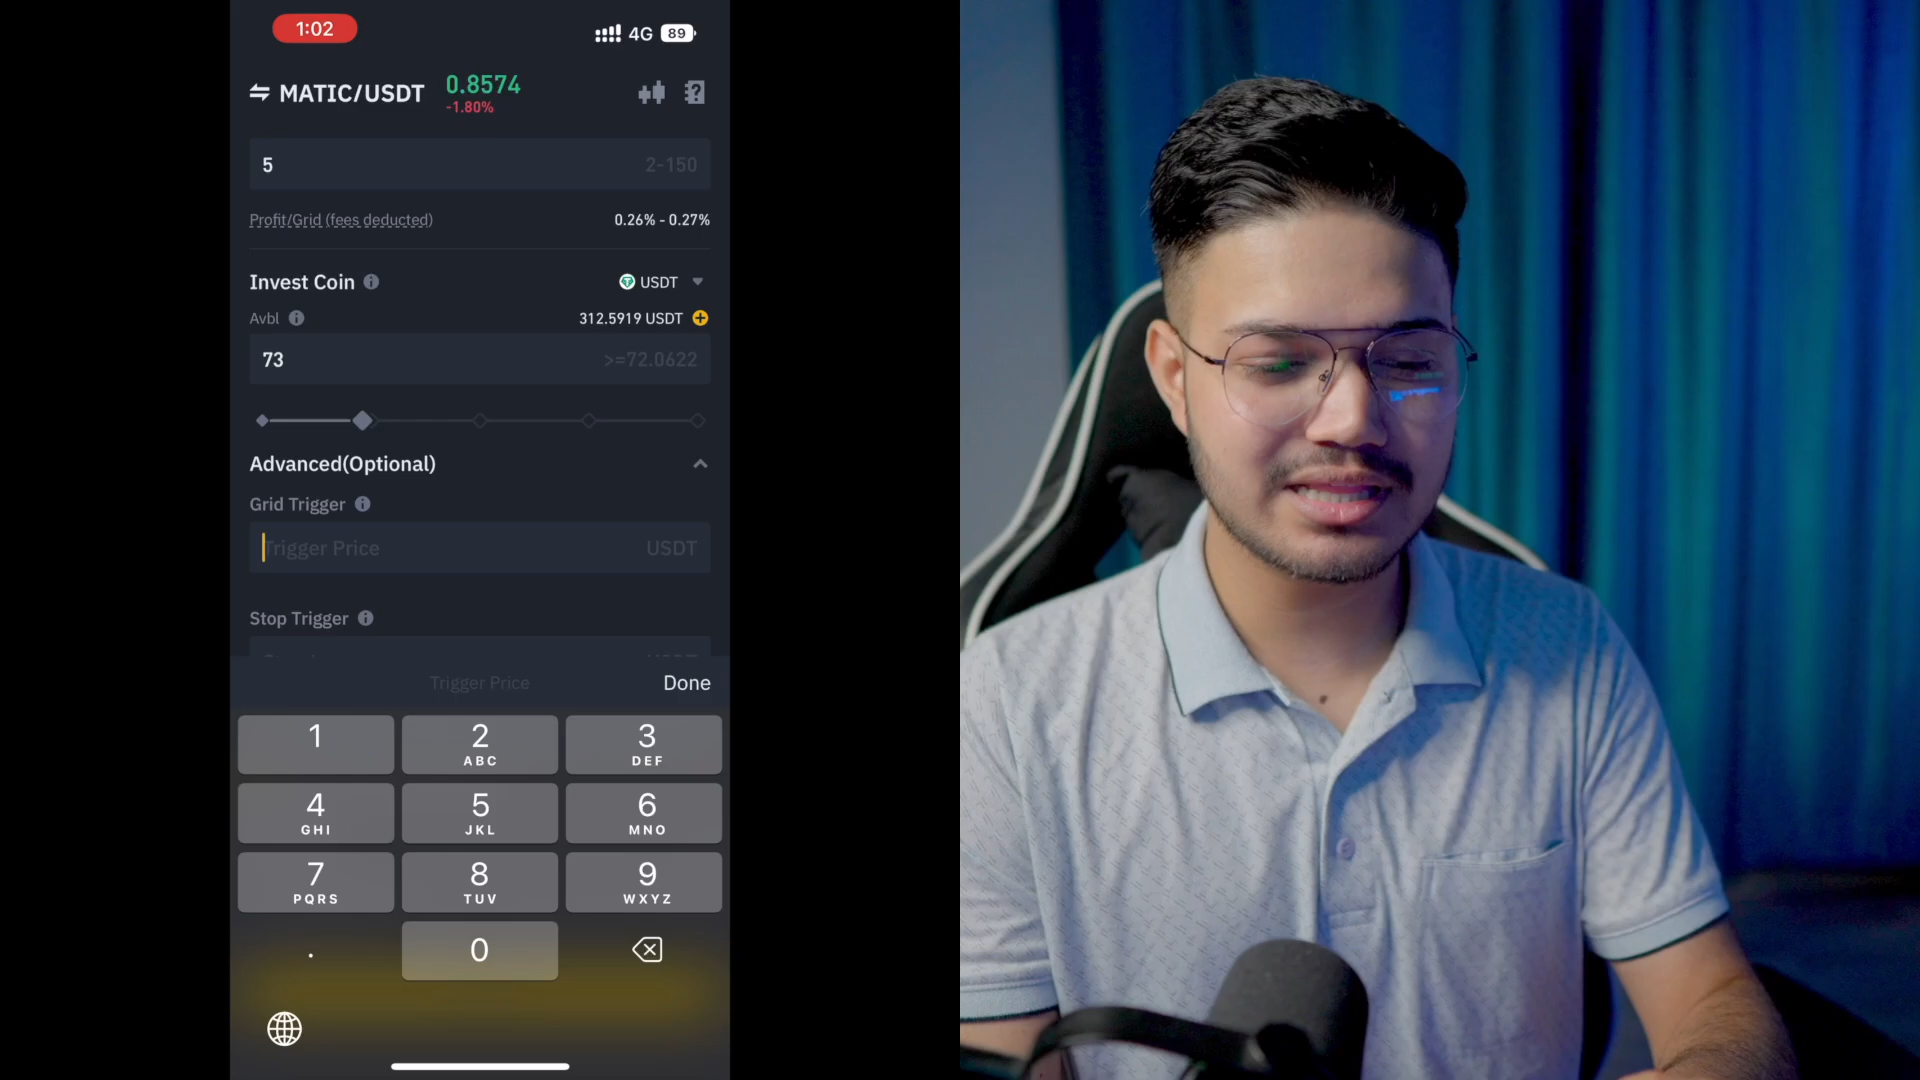 1:02
4G 89
MATIC/USDT 0.8574
-1.80%
5 2-150
Profit/Grid (fees deducted) 0.26% - 0.27%
Invest Coin USDT
Avbl 312.5919 USDT
73 >=72.0622
Advanced(Optional)
Grid Trigger
Trigger Price USDT
Stop Trigger
Trigger Price Done
1 2 3
ABC DEF
4 5 6
GHI JKL MNO
7 8 9
PQRS TUV WXYZ
. 0